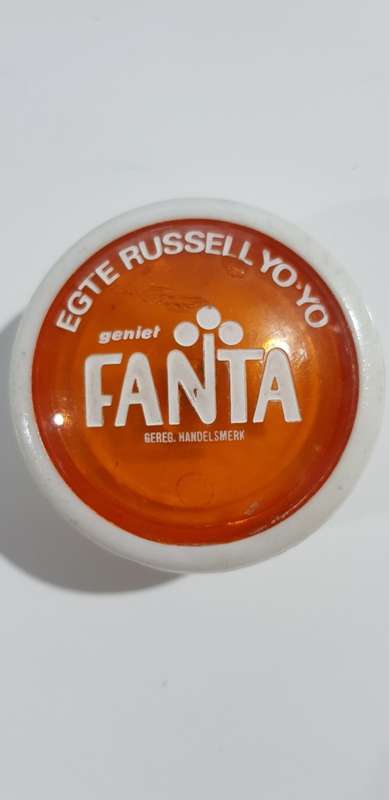 EGTE RUSSELL YO-YO
geniet
FANTA
GEREG. HANDELSMERK